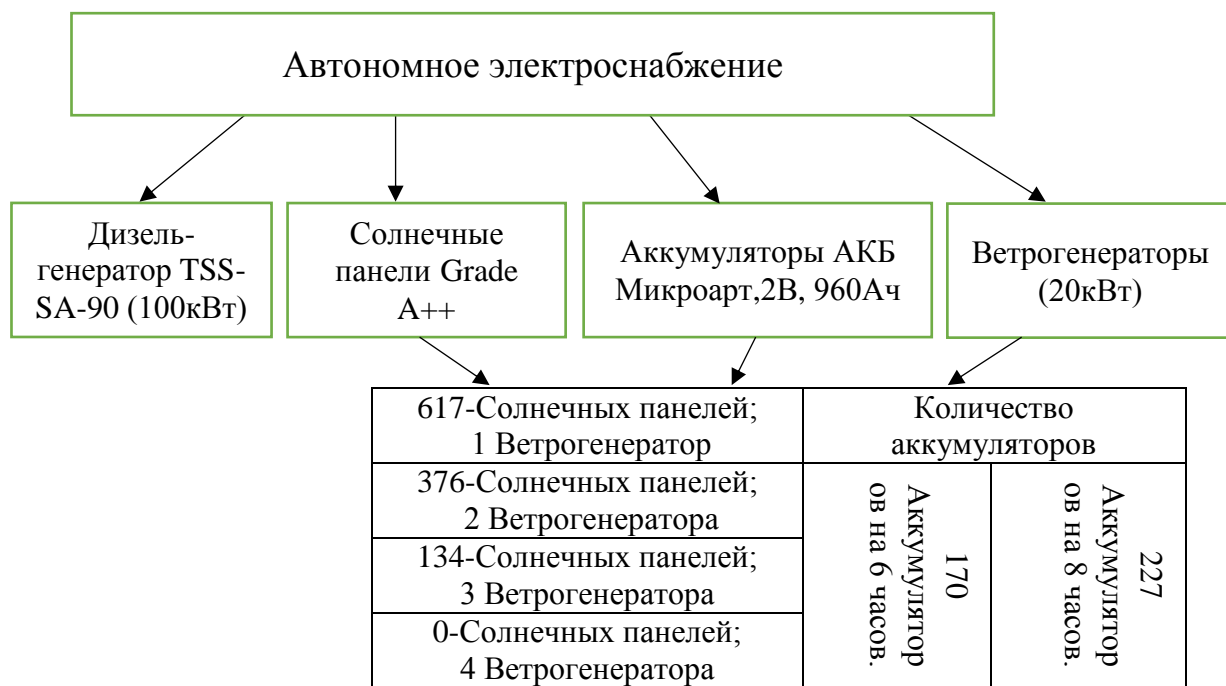 Автономное электроснабжение
Дизель-
генератор TSS-
SA-90 (100кВт)
Солнечные
панели Grade
A++
Аккумуляторы АКБ
Микроарт,2В, 960Ач
Ветрогенераторы
(20кВт)
617-Солнечных панелей;
1 Ветрогенератор
Количество
аккумуляторов
376-Солнечных панелей;
2 Ветрогенератора
134-Солнечных панелей;
3 Ветрогенератора
0-Солнечных панелей;
4 Ветрогенератора
170
Аккумулятор
ов на 6 часов.
227
Аккумулятор
ов на 8 часов.